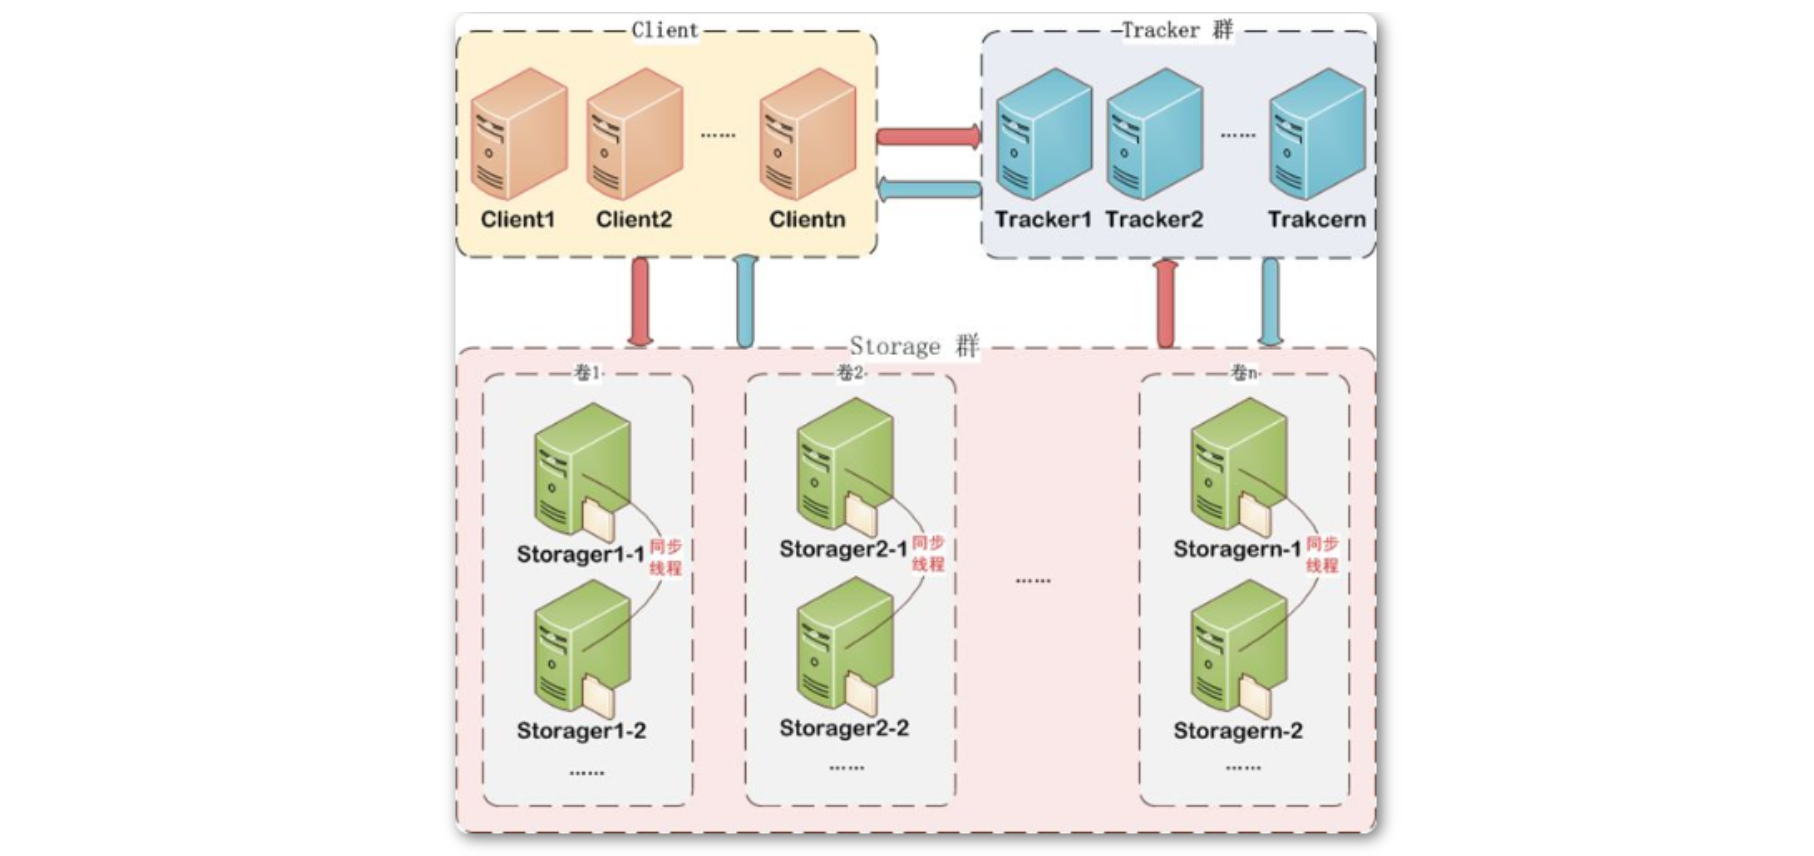 Client
Tracker 群
……
……
Client1
Client2
Clientn
Tracker1
Tracker2
Trakcern
Storage 群
卷1
卷2
卷n
Storager1-1
同步
线程
Storager2-1
同步
线程
Storagern-1
同步
线程
……
Storager1-2
Storager2-2
Storagern-2
……
……
……